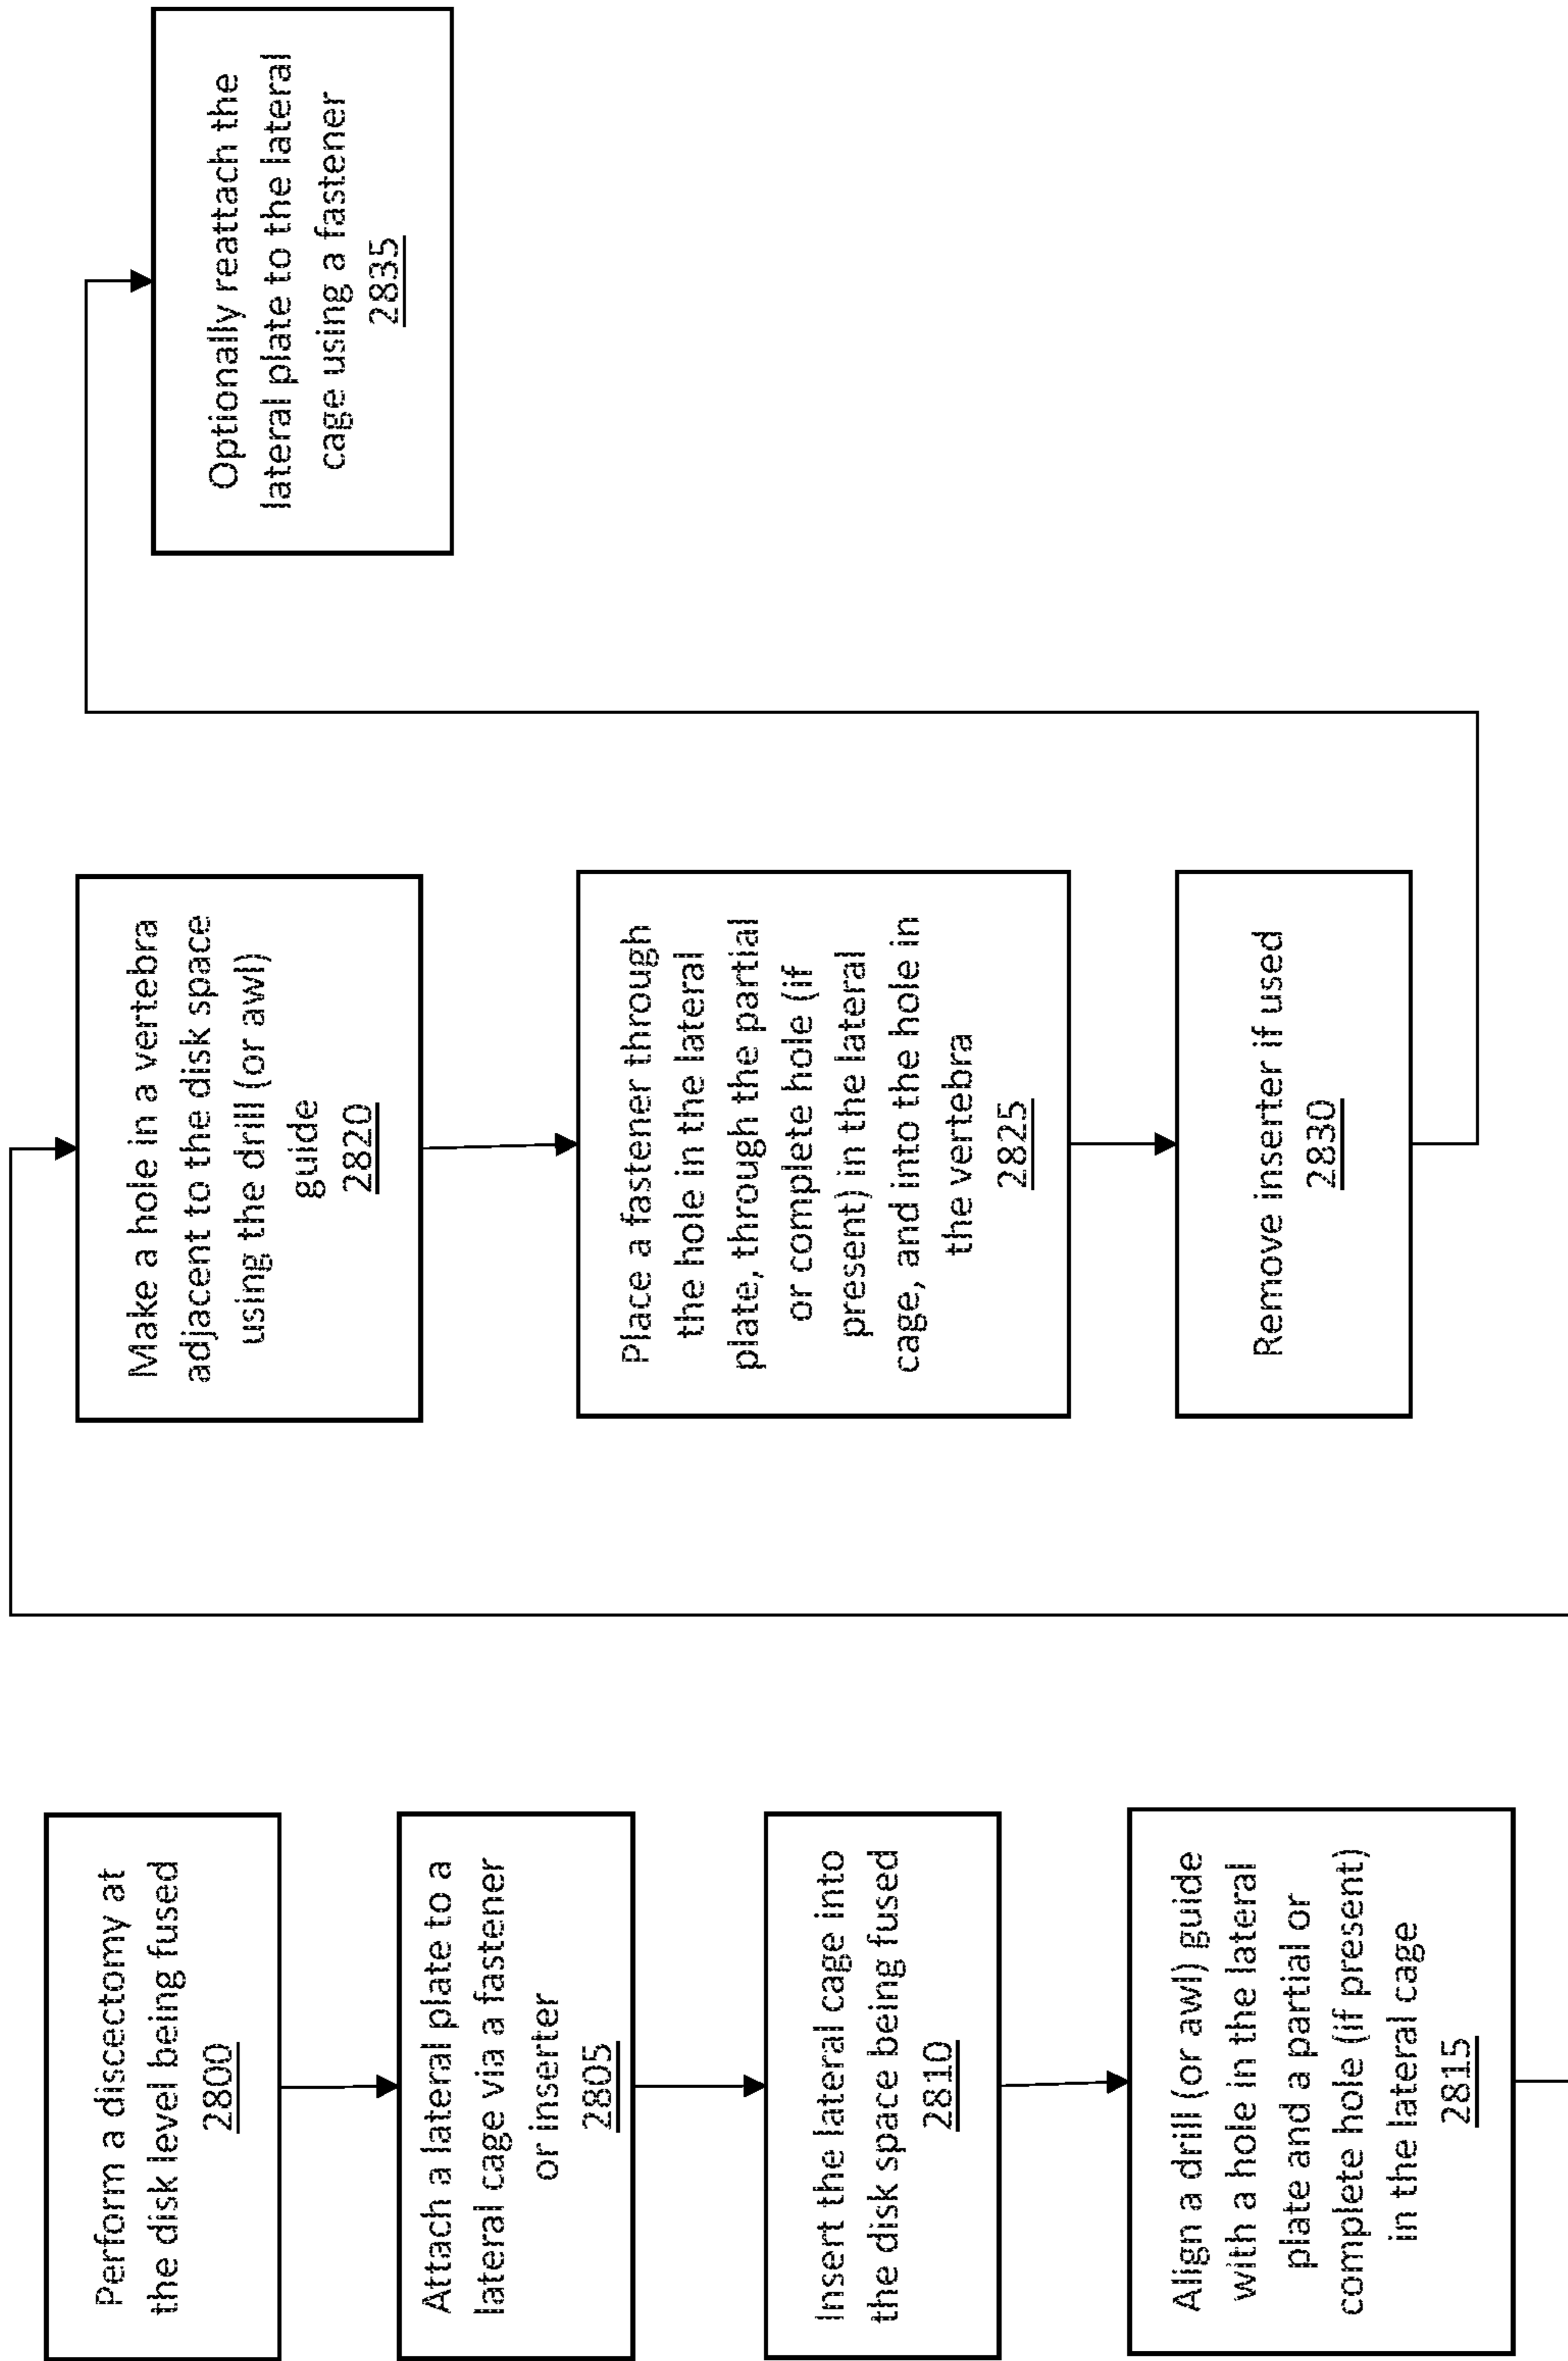 Perform a discectomy at
the disk level being fused
2800
Attach a lateral plate to a
lateral cage via a fastener
or inserter
2805
Insert the lateral cage into
the disk space being fused
2810
Align a drill (or awl) guide
with a hole in the lateral
plate and a partial or
complete hole (if present)
in the lateral cage
2815
Make a hole in a vertebra
adjacent to the disk space
using the drill (or awl)
guide
2820
Place a fastener through
the hole in the lateral
plate, through the partial
or complete hole (if
present) in the lateral
cage, and into the hole in
the vertebra
2825
Remove inserter if used
2830
Optionally reattach the
lateral plate to the lateral
cage using a fastener
2835